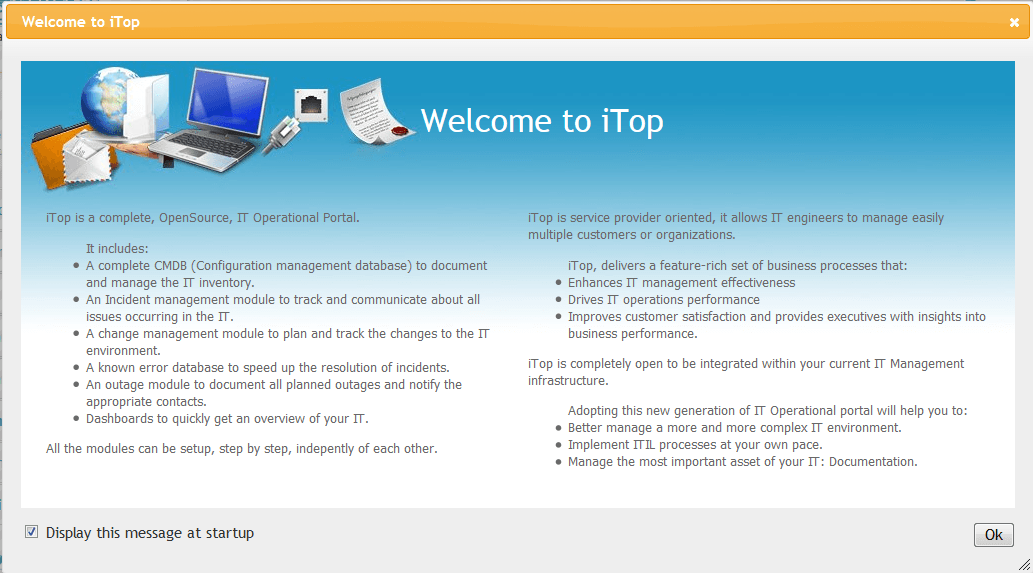 Welcome to iTop
Welcome to iTop
iTop is a complete, OpenSource, IT Operational Portal.
It includes:
A complete CMDB (Configuration management database) to document
and manage the IT inventory.
An Incident management module to track and communicate about all
issues occurring in the IT.
A change management module to plan and track the changes to the IT
environment.
A known error database to speed up the resolution of incidents.
An outage module to document all planned outages and notify the
appropriate contacts.
Dashboards to quickly get an overview of your IT.
All the modules can be setup, step by step, indepently of each other.
iTop is service provider oriented, it allows IT engineers to manage easily
multiple customers or organizations.
iTop, delivers a feature-rich set of business processes that:
Enhances IT management effectiveness
Drives IT operations performance
Improves customer satisfaction and provides executives with insights into
business performance.
iTop is completely open to be integrated within your current IT Management
infrastructure.
Adopting this new generation of IT Operational portal will help you to:
Better manage a more and more complex IT environment.
Implement ITIL processes at your own pace.
Manage the most important asset of your IT: Documentation.
Display this message at startup
Ok